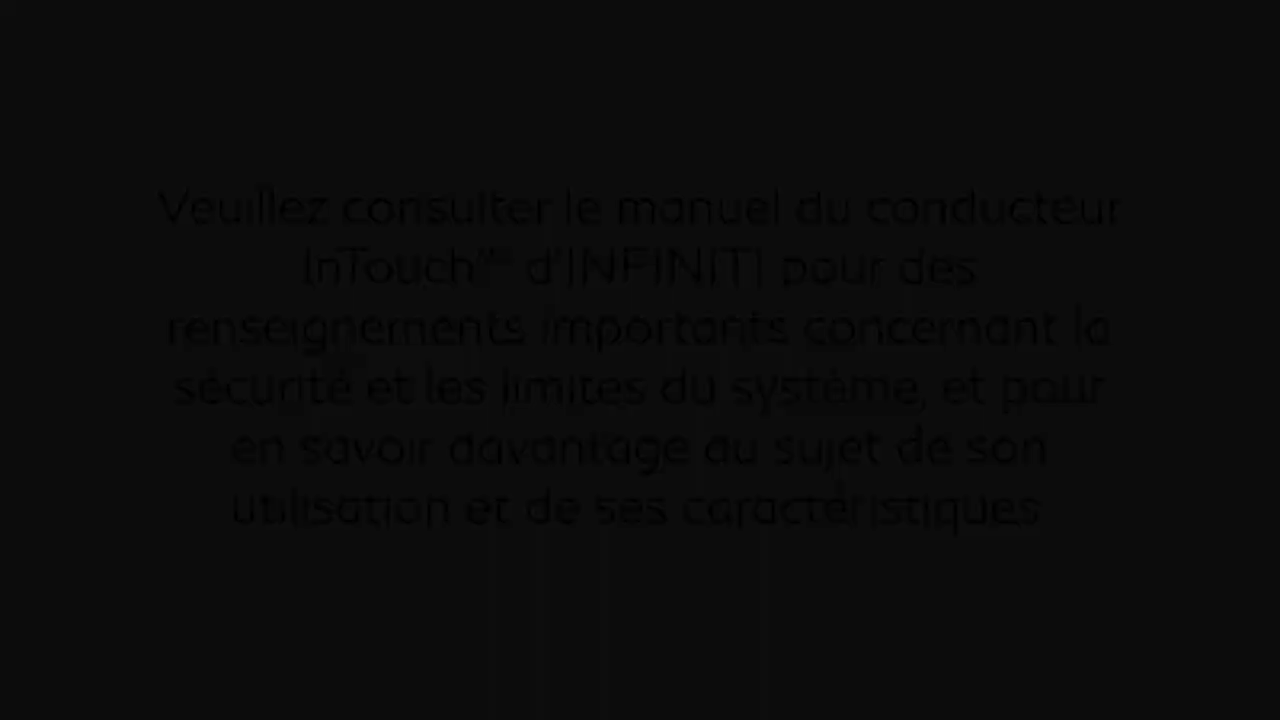 Veuillez consulter le manuel du conducteur
InTouch™ d'INFINITI pour des
renseignements importants concernant la
sécurité et les limites du système, et pour
en savoir davantage au sujet de son
utilisation et de ses caractéristiques